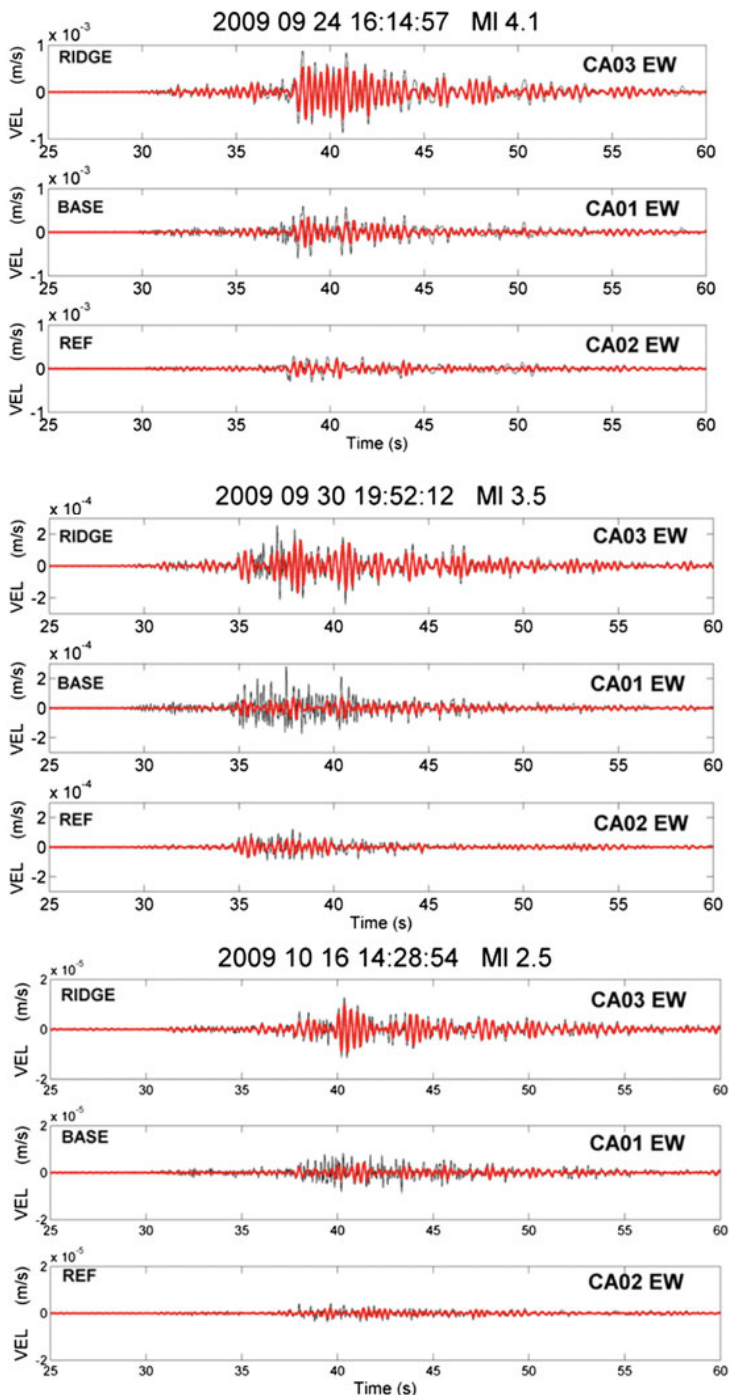 2009 09 24 16:14:57 Ml 4.1
x 10⁻³
VEL (m/s)
1
0
-1
RIDGE
CA03 EW
25 30 35 40 45 50 55 60
x 10⁻³
VEL (m/s)
1
0
-1
BASE
CA01 EW
25 30 35 40 45 50 55 60
x 10⁻³
VEL (m/s)
1
0
-1
REF
CA02 EW
25 30 35 40 45 50 55 60
Time (s)
2009 09 30 19:52:12 Ml 3.5
x 10⁻⁴
VEL (m/s)
2
0
-2
RIDGE
CA03 EW
25 30 35 40 45 50 55 60
x 10⁻⁴
VEL (m/s)
2
0
-2
BASE
CA01 EW
25 30 35 40 45 50 55 60
x 10⁻⁴
VEL (m/s)
2
0
-2
REF
CA02 EW
25 30 35 40 45 50 55 60
Time (s)
2009 10 16 14:28:54 Ml 2.5
x 10⁻⁵
VEL (m/s)
2
0
-2
RIDGE
CA03 EW
25 30 35 40 45 50 55 60
x 10⁻⁵
VEL (m/s)
2
0
-2
BASE
CA01 EW
25 30 35 40 45 50 55 60
x 10⁻⁵
VEL (m/s)
2
0
-2
REF
CA02 EW
25 30 35 40 45 50 55 60
Time (s)